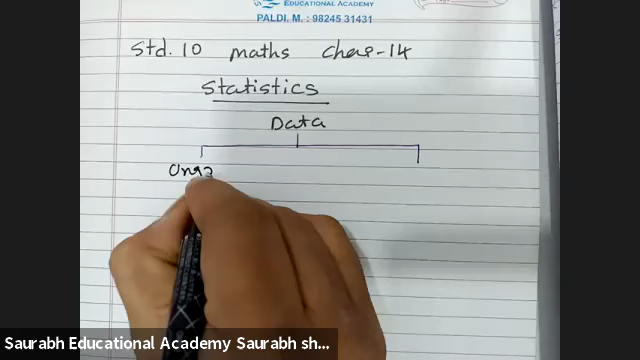 EDUCATIONAL ACADEMY
PALDI. M. : 98245 31431
Std. 10 maths Chap-14
Statistics
Data
Saurabh Educational Academy Saurabh sh...